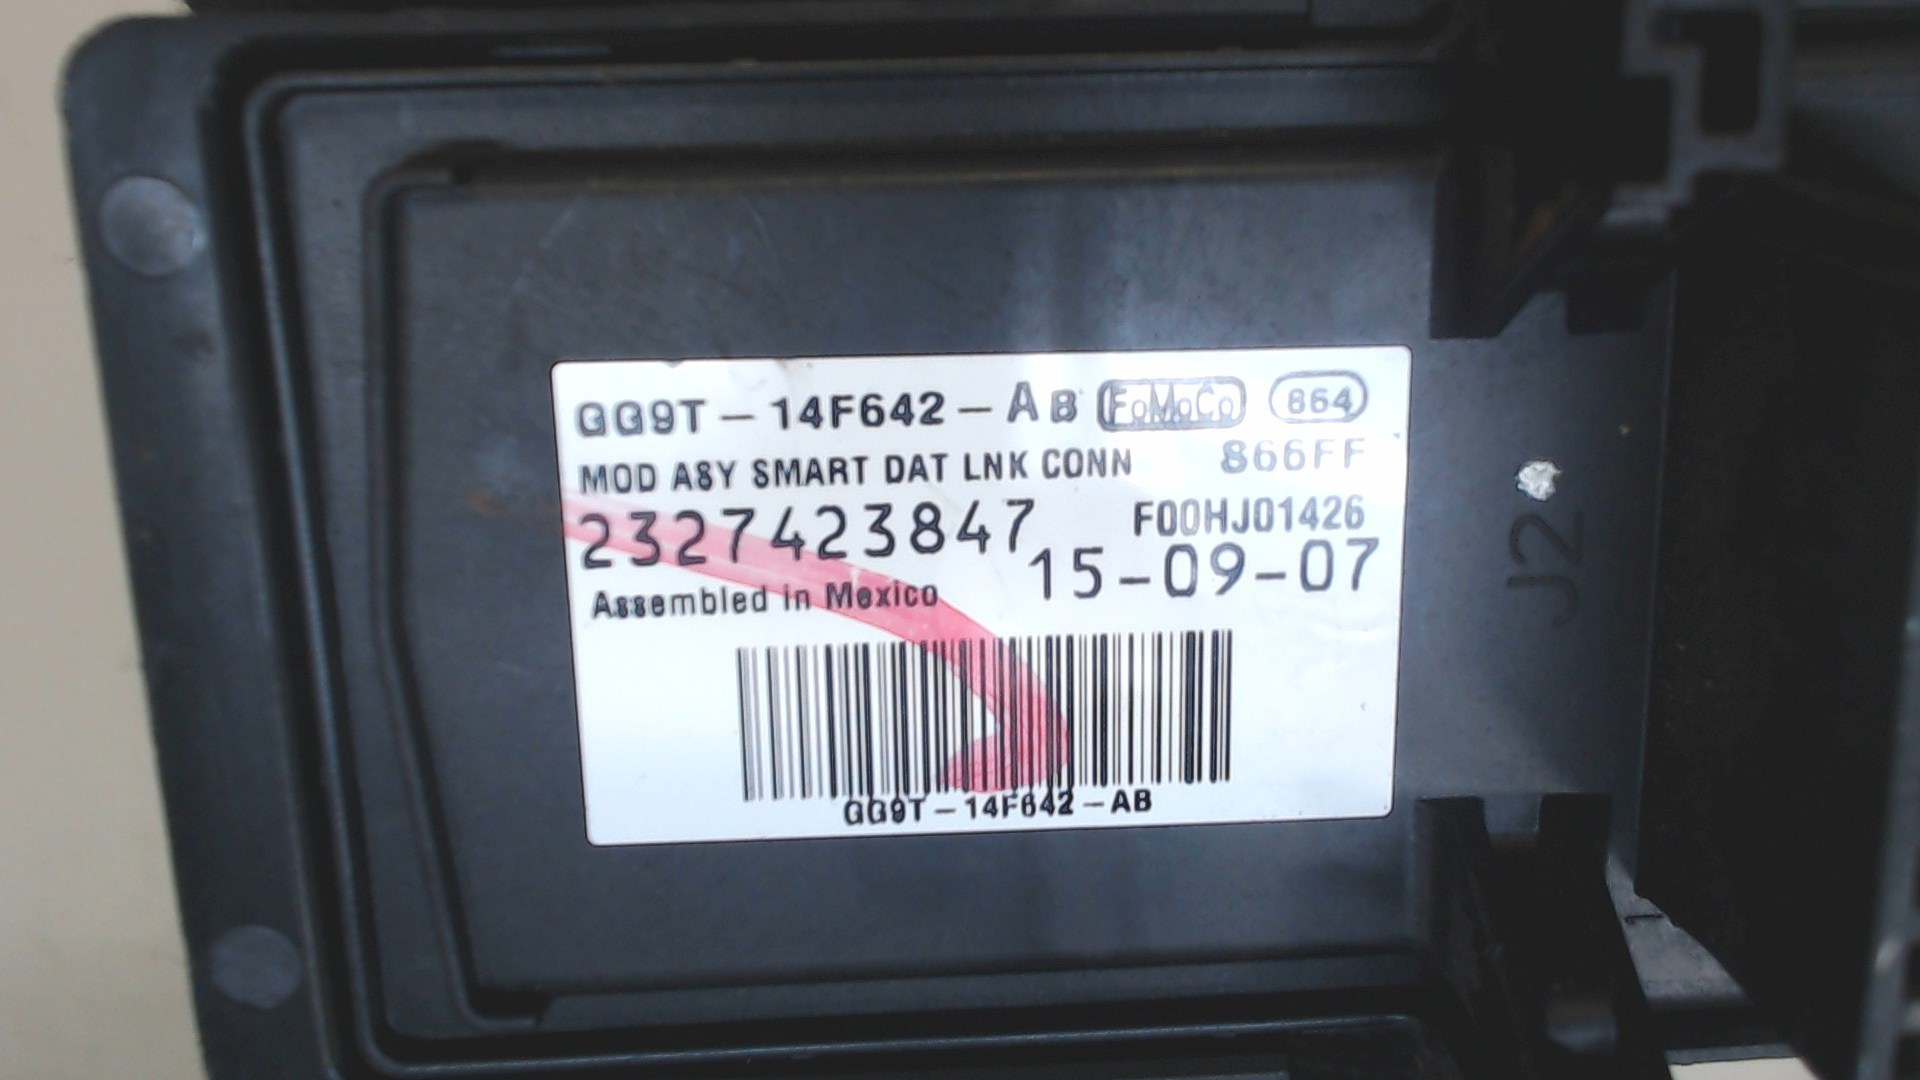 GG9T-14F642-AB FoMoCo 864
MOD ASY SMART DAT LNK CONN 866FF
2327423847 F00HJ01426
15-09-07
Assembled in Mexico
GG9T-14F642-AB
J2